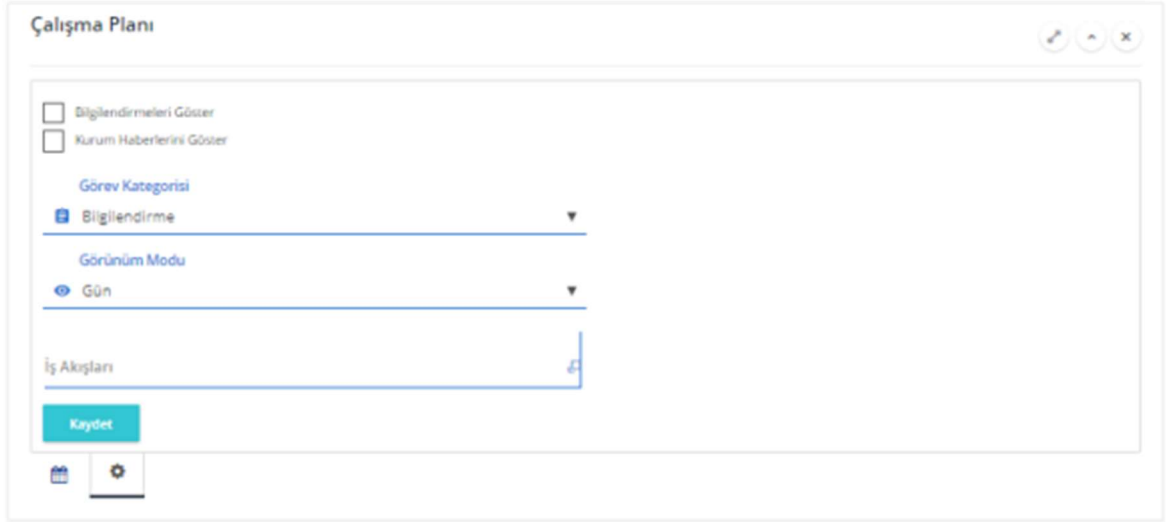 Çalışma Planı
Bilgilendirmeleri Göster
Kurum Haberlerini Göster
Görev Kategorisi
Bilgilendirme
Görünüm Modu
Gün
İş Akışları
Kaydet